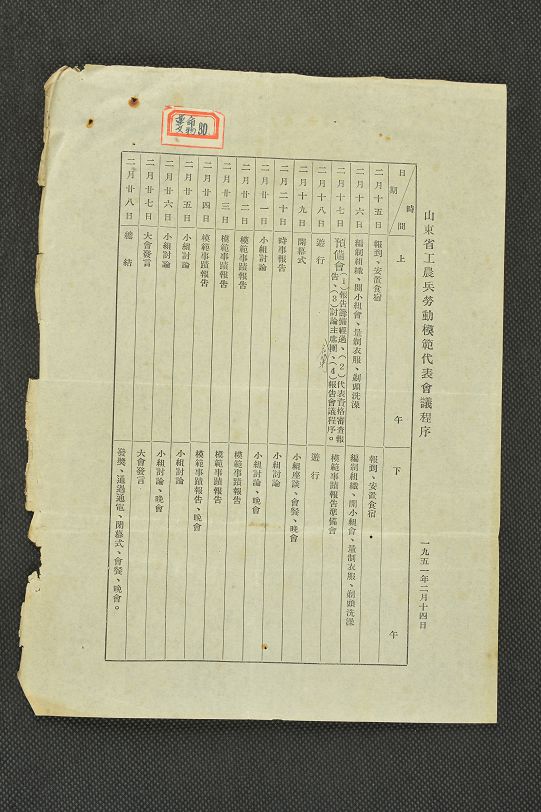 革命文物 80
山東省工農兵勞動模範代表會議程序
一九五一年二月十四日
時間 日期 上午 下午
二月十五日 報到、安置食宿 報到、安置食宿
二月十六日 編制組織、開小組會、量制衣服、剃頭洗澡 編制組織、開小組會、量制衣服、剃頭洗澡
二月十七日 預備會(1)報告籌備經過、(2)代表資格審查報告、(3)討論主席團、(4)報告會議程序。 模範事蹟報告準備會
二月十八日 遊行 遊行
二月十九日 開幕式 小組座談、會餐、晚會
二月二十日 時事報告 小組討論
二月廿一日 小組討論 小組討論、晚會
二月廿二日 模範事蹟報告 模範事蹟報告
二月廿三日 模範事蹟報告 模範事蹟報告
二月廿四日 模範事蹟報告 模範事蹟報告、晚會
二月廿五日 小組討論 小組討論
二月廿六日 小組討論 小組討論、晚會
二月廿七日 大會發言 大會發言
二月廿八日 總結 發獎、通過通電、閉幕式、會餐、晚會。